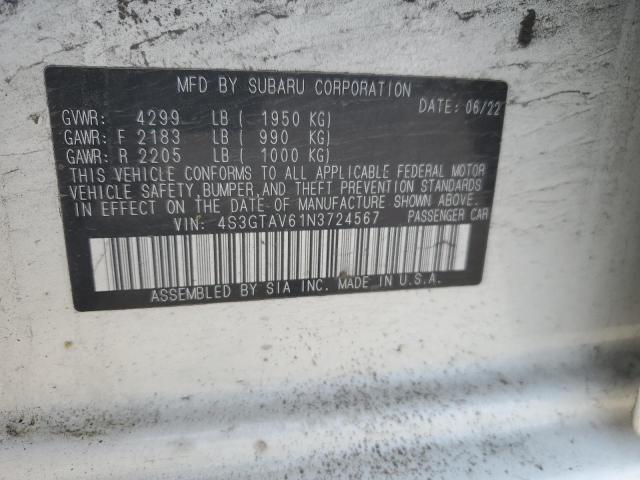 MFD BY SUBARU CORPORATION
DATE: 06/22
GVWR: 4299 LB ( 1950 KG)
GAWR: F 2183 LB ( 990 KG)
GAWR: R 2205 LB ( 1000 KG)
THIS VEHICLE CONFORMS TO ALL APPLICABLE FEDERAL MOTOR
VEHICLE SAFETY, BUMPER, AND THEFT PREVENTION STANDARDS
IN EFFECT ON THE DATE OF MANUFACTURE SHOWN ABOVE.
VIN: 4S3GTAV61N3724567 PASSENGER CAR
ASSEMBLED BY SIA INC. MADE IN U.S.A.